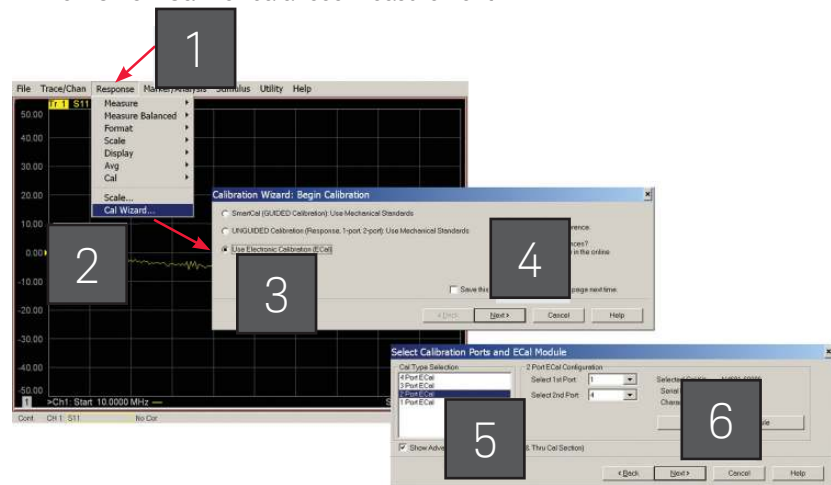 1
File Trace/Chan Response Marker/Analysis Stimulus Utility Help
Tr 1 S11
50.00
40.00
30.00
20.00
10.00
0.00
-10.00
-20.00
-30.00
-40.00
-50.00
Measure
Measure Balanced
Format
Scale
Display
Avg
Cal
Scale...
Cal Wizard...
2
Calibration Wizard: Begin Calibration
SmartCal (GUIDED Calibration): Use Mechanical Standards
UNGUIDED Calibration (Response, 1-port, 2-port): Use Mechanical Standards
Use Electronic Calibration (ECal)
3
4
in the online
Save this
page next time.
< Back Next > Cancel Help
1 >Ch1: Start 10.0000 MHz
Cont. CH 1: S11 No Cor
Select Calibration Ports and ECal Module
Cal Type Selection
4 Port ECal
3 Port ECal
2 Port ECal
1 Port ECal
2 Port ECal Configuration
Select 1st Port: 1
Select 2nd Port: 4
5
6
Show Adve
& Thru Cal Section)
< Back Next > Cancel Help